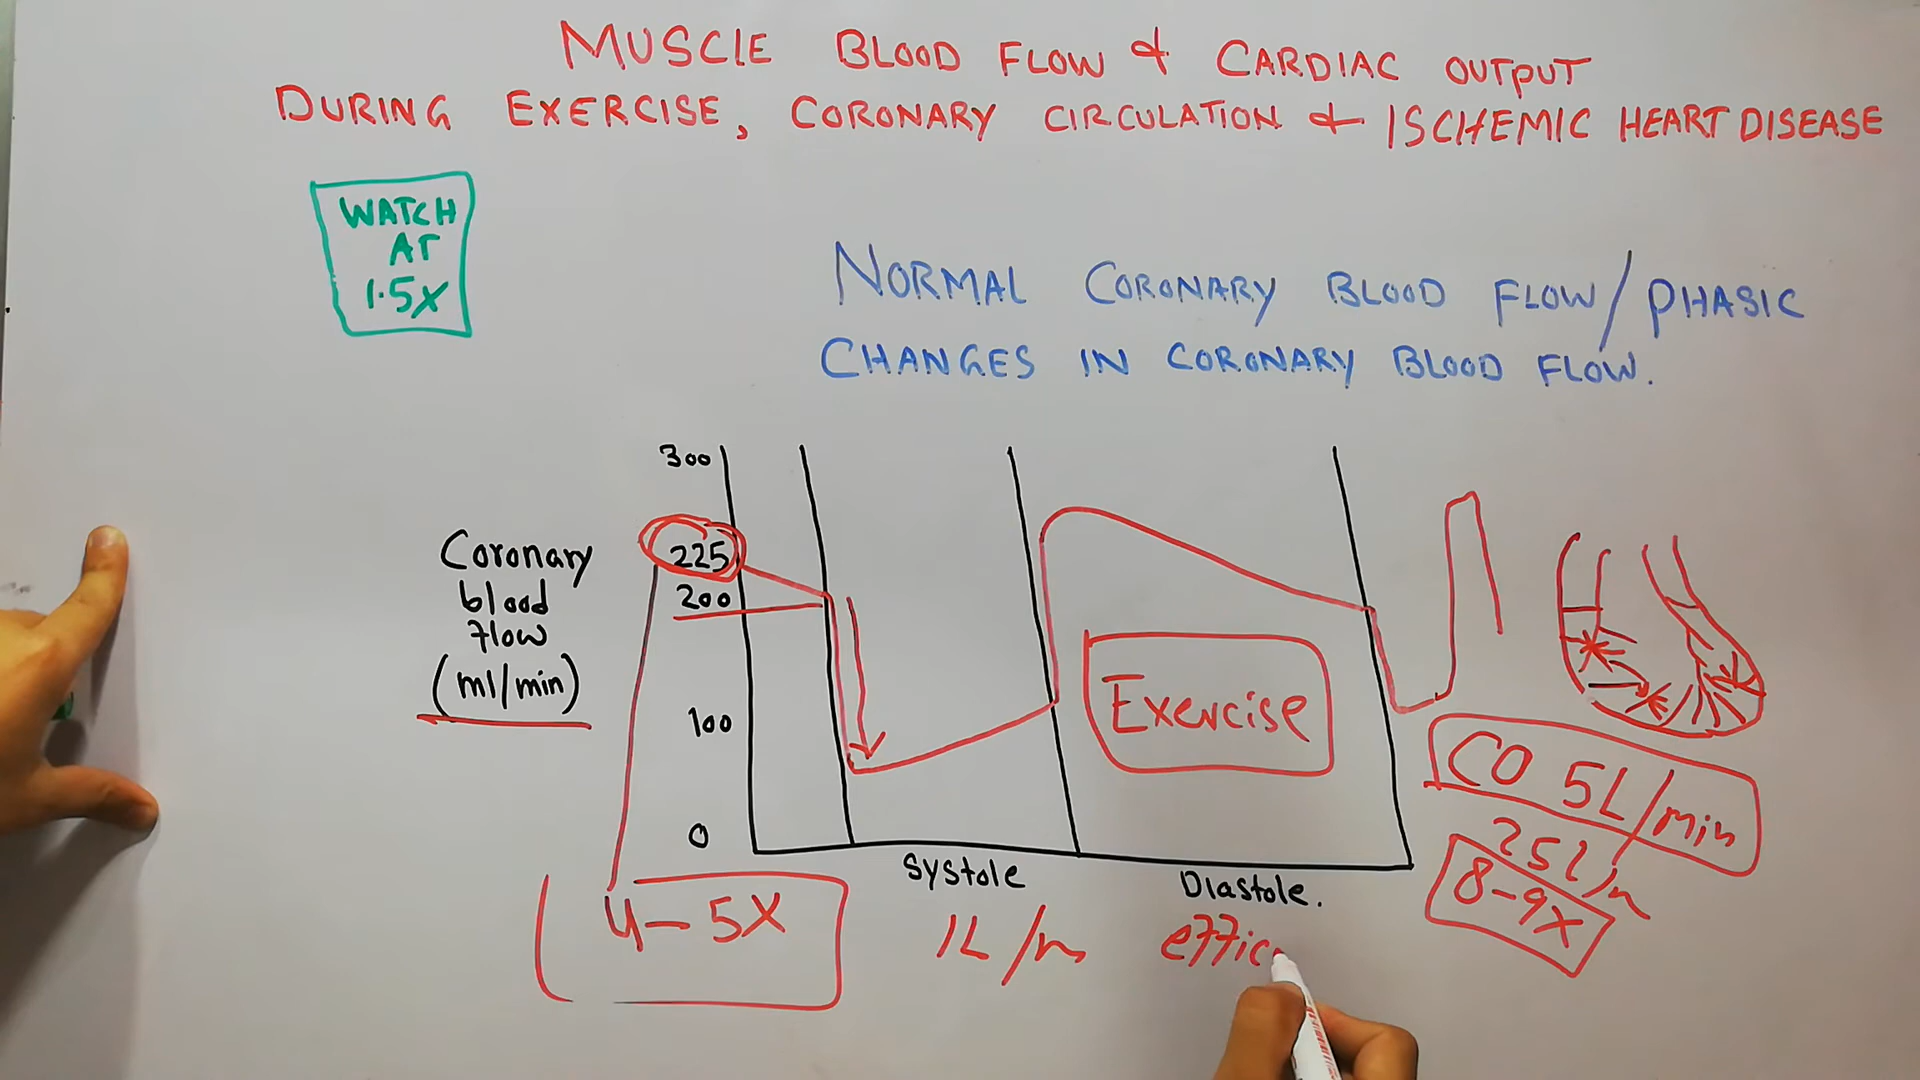 MUSCLE BLOOD FLOW & CARDIAC OUTPUT
DURING EXERCISE, CORONARY CIRCULATION & ISCHEMIC HEART DISEASE
WATCH
AT
1.5X
NORMAL CORONARY BLOOD FLOW/PHASIC
CHANGES IN CORONARY BLOOD FLOW.
300
225
200
100
0
Coronary
blood
flow
(ml/min)
Exercise
Systole
Diastole.
CO 5L/min
25L/m
8-9X
4-5X
1L/m
effic